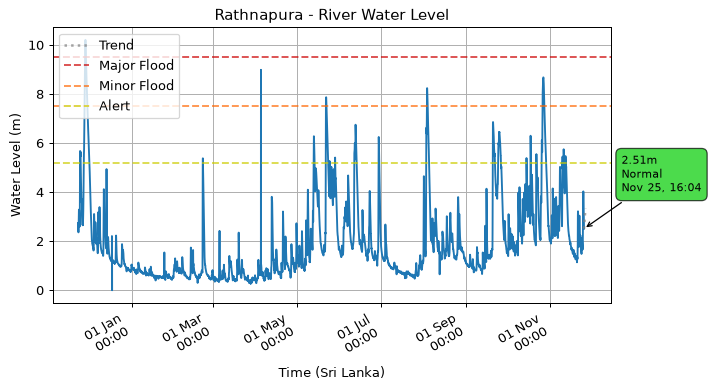 Rathnapura - River Water Level
Trend
Major Flood
Minor Flood
Alert
10
8
6
4
2
0
Water Level (m)
2.51m
Normal
Nov 25, 16:04
01 Jan
00:00
01 Mar
00:00
01 May
00:00
01 Jul
00:00
01 Sep
00:00
01 Nov
00:00
Time (Sri Lanka)